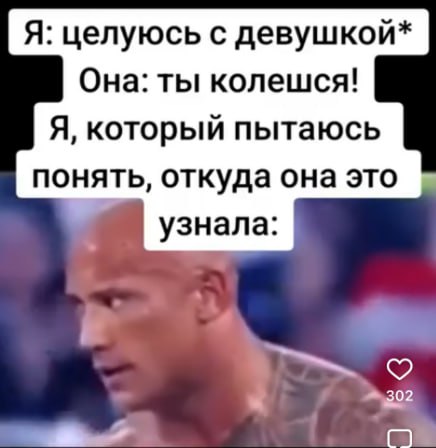 Я: целуюсь с девушкой*
Она: ты колешся!
Я, который пытаюсь
понять, откуда она это
узнала:
302